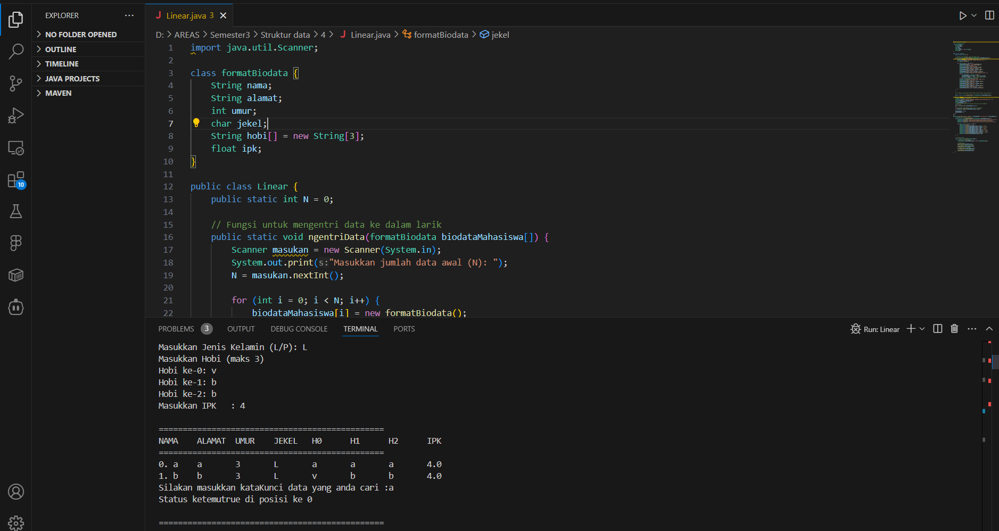 EXPLORER ···
NO FOLDER OPENED
OUTLINE
TIMELINE
JAVA PROJECTS
MAVEN
10
J Linear.java 3
D: > AREAS > Semester3 > Struktur data > 4 > J Linear.java > formatBiodata > jekel
1 import java.util.Scanner;
2
3 class formatBiodata {
4 String nama;
5 String alamat;
6 int umur;
7 char jekel;
8 String hobi[] = new String[3];
9 float ipk;
10 }
11
12 public class Linear {
13 public static int N = 0;
14
15 // Fungsi untuk mengentri data ke dalam larik
16 public static void ngentriData(formatBiodata biodataMahasiswa[]) {
17 Scanner masukan = new Scanner(System.in);
18 System.out.print(s:"Masukkan jumlah data awal (N): ");
19 N = masukan.nextInt();
20
21 for (int i = 0; i < N; i++) {
22 biodataMahasiswa[i] = new formatBiodata();
PROBLEMS 3 OUTPUT DEBUG CONSOLE TERMINAL PORTS Run: Linear
Masukkan Jenis Kelamin (L/P): L
Masukkan Hobi (maks 3)
Hobi ke-0: v
Hobi ke-1: b
Hobi ke-2: b
Masukkan IPK : 4
===============================================
NAMA ALAMAT UMUR JEKEL H0 H1 H2 IPK
===============================================
0. a a 3 L a a a 4.0
1. b b 3 L v b b 4.0
Silakan masukkan kataKunci data yang anda cari :a
Status ketemutrue di posisi ke 0
===============================================